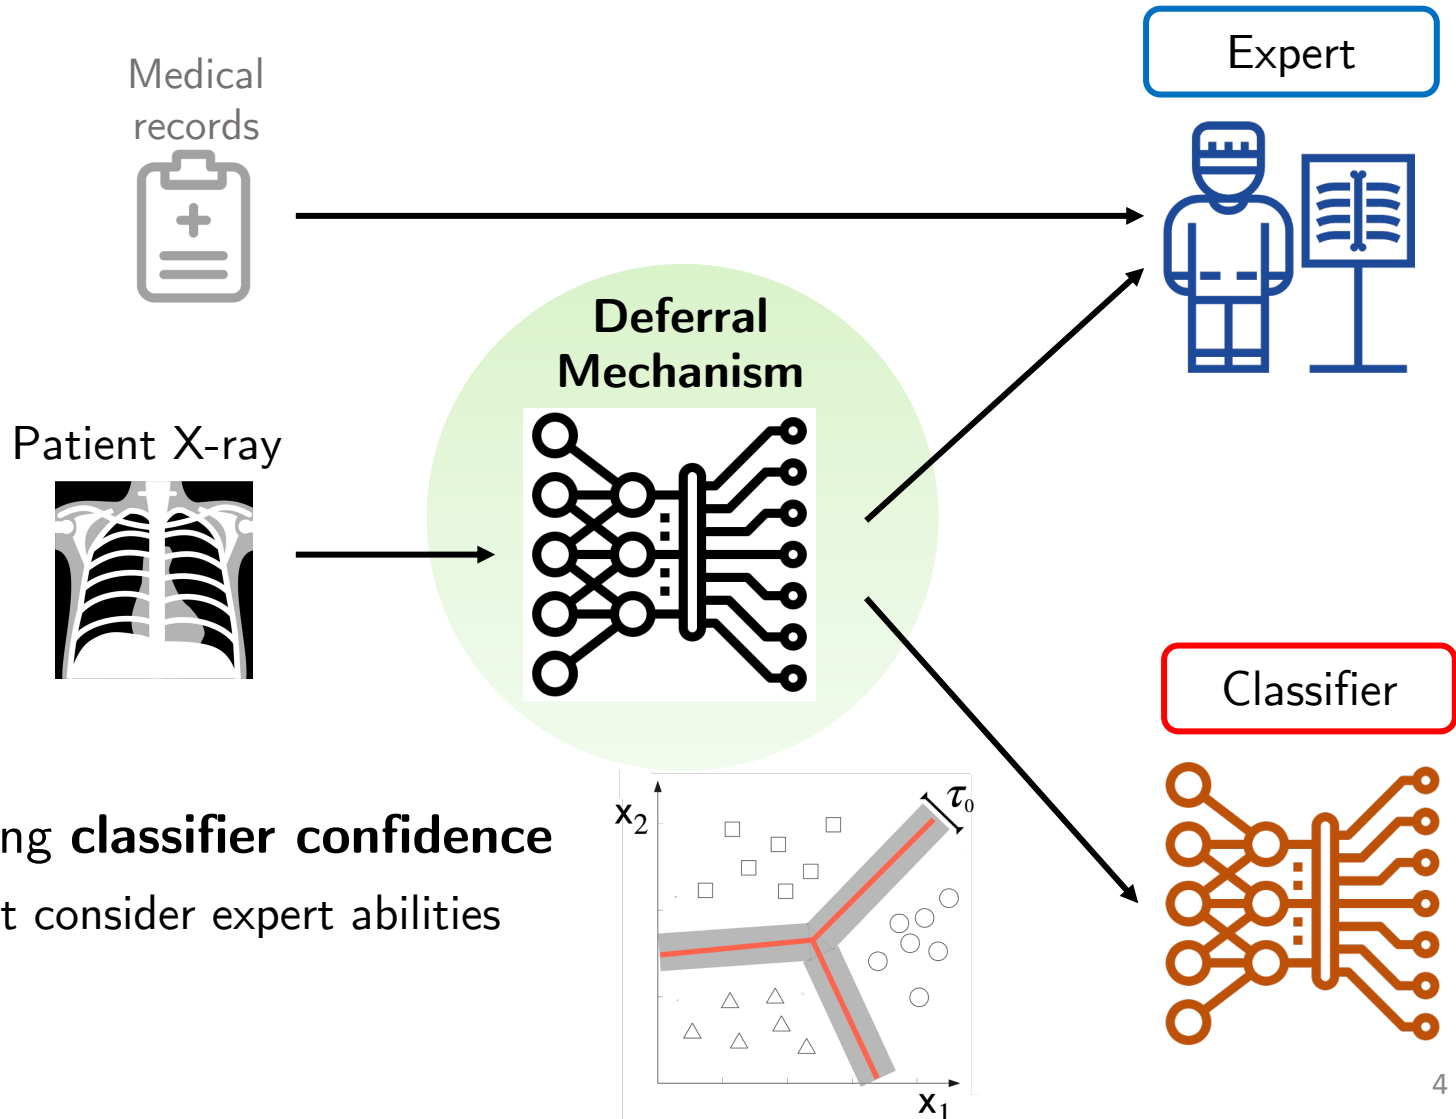 Medical
records
Expert
Deferral
Mechanism
Patient X-ray
Classifier
ng classifier confidence
t consider expert abilities
x₂
τ₀
x₁
4